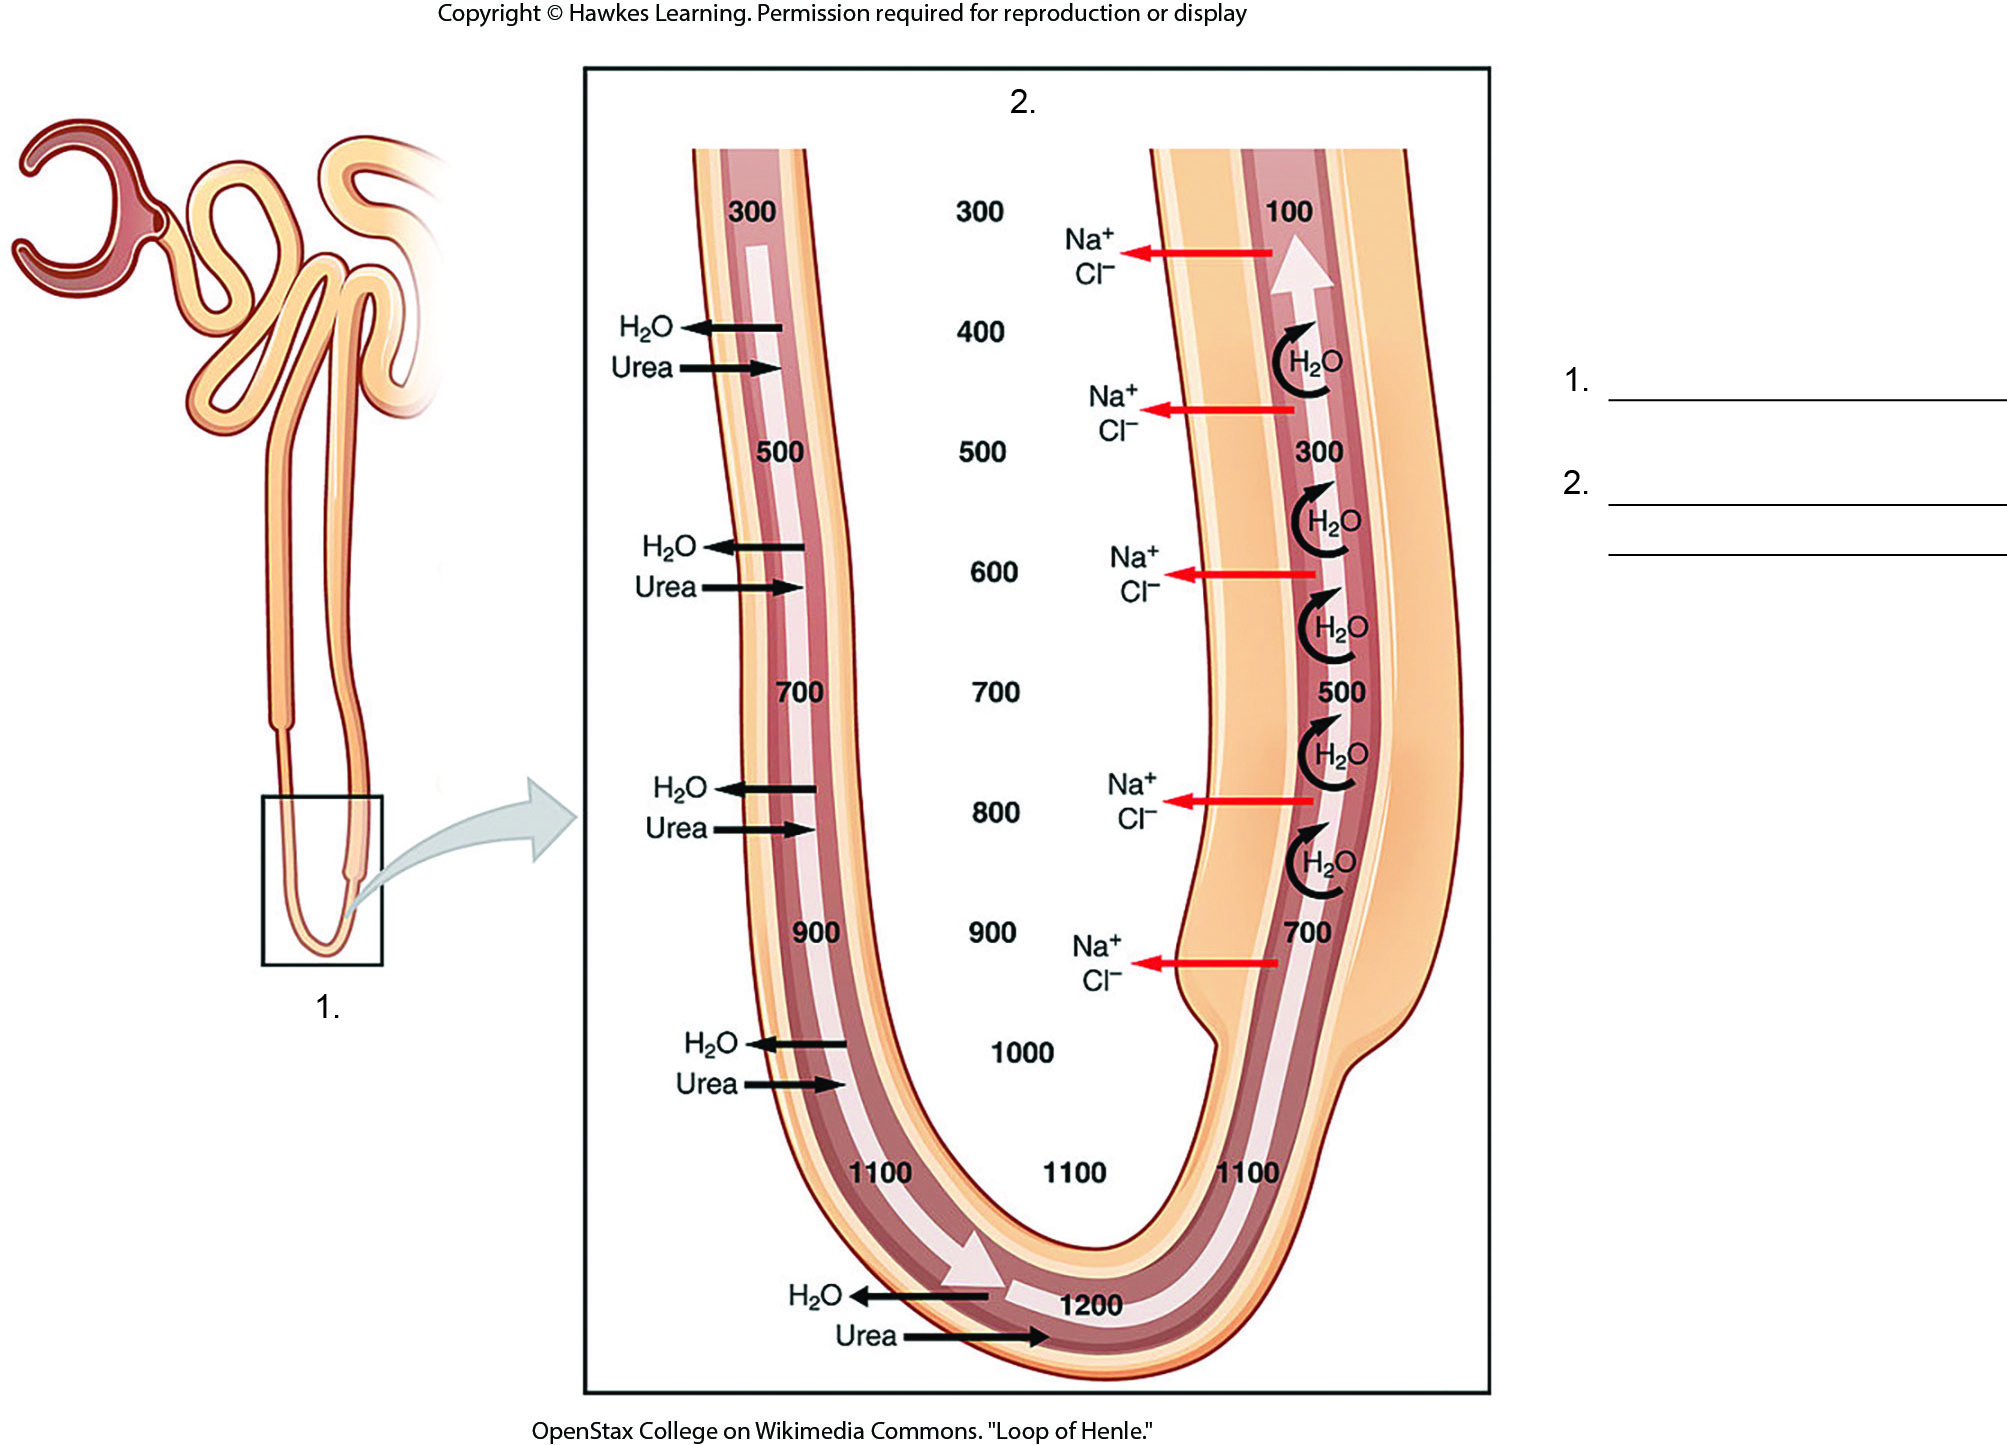 Copyright © Hawkes Learning. Permission required for reproduction or display
2.
300 300 100
Na⁺
Cl⁻
H₂O 400
Urea
H₂O
Na⁺
Cl⁻
500 500 300
H₂O
H₂O
Na⁺
Cl⁻
Urea 600
H₂O
700 700 500
H₂O
H₂O
Na⁺
Cl⁻
Urea 800
H₂O
900 900 700
Na⁺
Cl⁻
H₂O 1000
Urea
1100 1100 1100
H₂O 1200
Urea
1.
1.
2.
OpenStax College on Wikimedia Commons. "Loop of Henle."